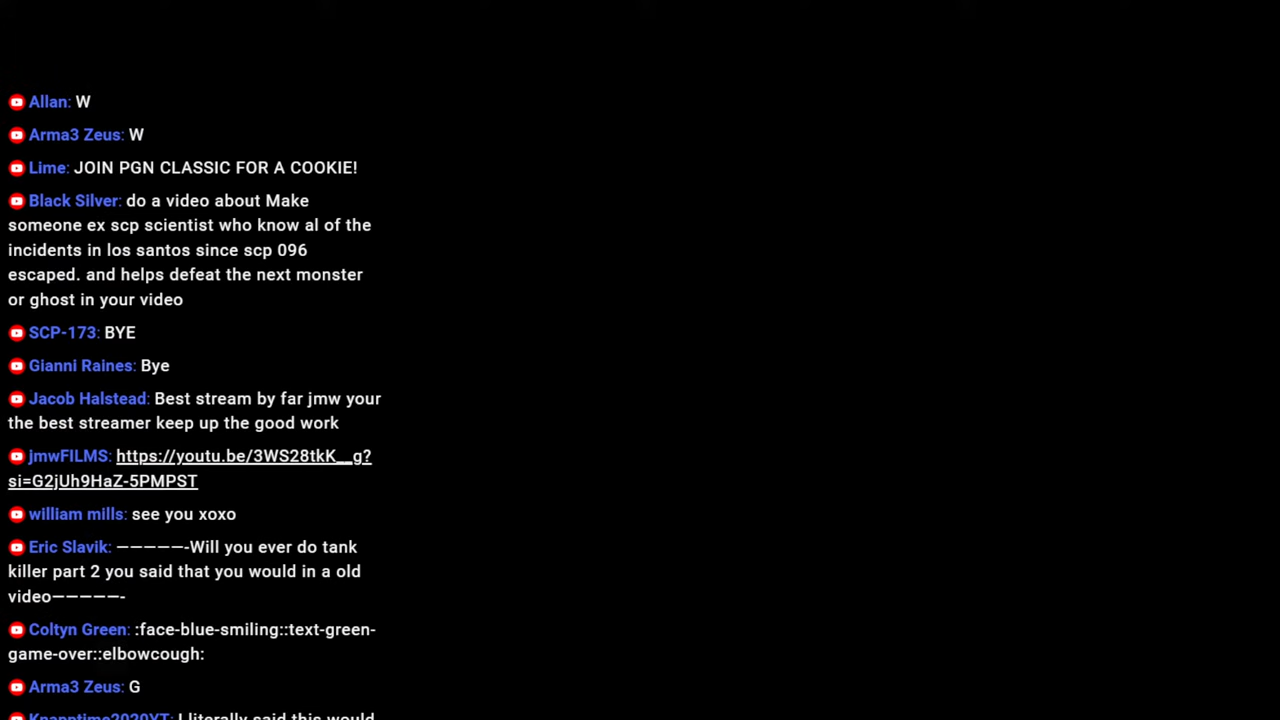 Allan: W
Arma3 Zeus: W
Lime: JOIN PGN CLASSIC FOR A COOKIE!
Black Silver: do a video about Make
someone ex scp scientist who know al of the
incidents in los santos since scp 096
escaped. and helps defeat the next monster
or ghost in your video
SCP-173: BYE
Gianni Raines: Bye
Jacob Halstead: Best stream by far jmw your
the best streamer keep up the good work
jmwFILMS: https://youtu.be/3WS28tkK__g?
si=G2jUh9HaZ-5PMPST
william mills: see you xoxo
Eric Slavik: —————-Will you ever do tank
killer part 2 you said that you would in a old
video—————-
Coltyn Green: :face-blue-smiling::text-green-
game-over::elbowcough:
Arma3 Zeus: G
Knapptime2020YT: I literally said this would